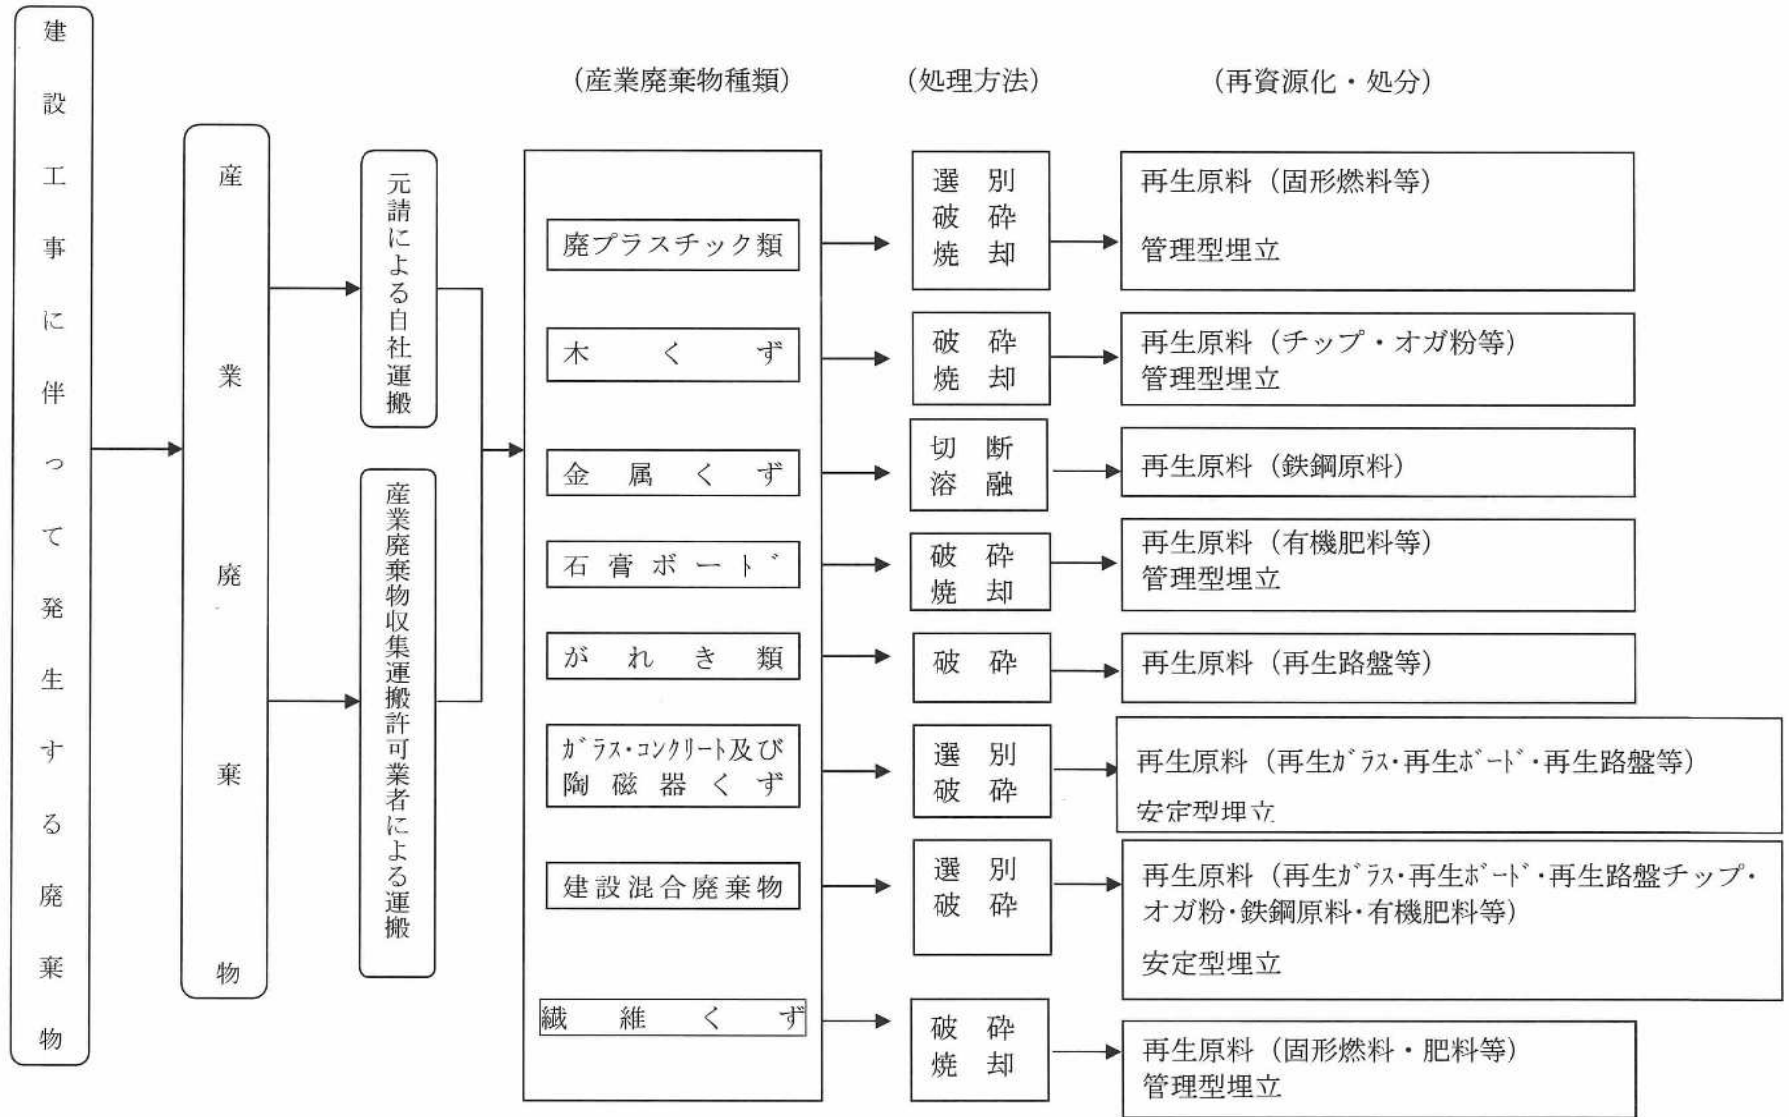 建設工事に伴って発生する廃棄物
産業廃棄物
元請による自社運搬
産業廃棄物収集運搬許可業者による運搬
（産業廃棄物種類）
（処理方法）
（再資源化・処分）
廃プラスチック類
選別
破砕
焼却
再生原料（固形燃料等）
管理型埋立
木くず
破砕
焼却
再生原料（チップ・オガ粉等）
管理型埋立
金属くず
切断
溶融
再生原料（鉄鋼原料）
石膏ボｰﾄﾞ
破砕
焼却
再生原料（有機肥料等）
管理型埋立
がれき類
破砕
再生原料（再生路盤等）
ｶﾞﾗｽ・ｺﾝｸﾘｰﾄ及び
陶磁器くず
選別
破砕
再生原料（再生ｶﾞﾗｽ・再生ﾎﾞｰﾄﾞ・再生路盤等）
安定型埋立
建設混合廃棄物
選別
破砕
再生原料（再生ｶﾞﾗｽ・再生ﾎﾞｰﾄﾞ・再生路盤チップ・
オガ粉・鉄鋼原料・有機肥料等）
安定型埋立
繊維くず
破砕
焼却
再生原料（固形燃料・肥料等）
管理型埋立